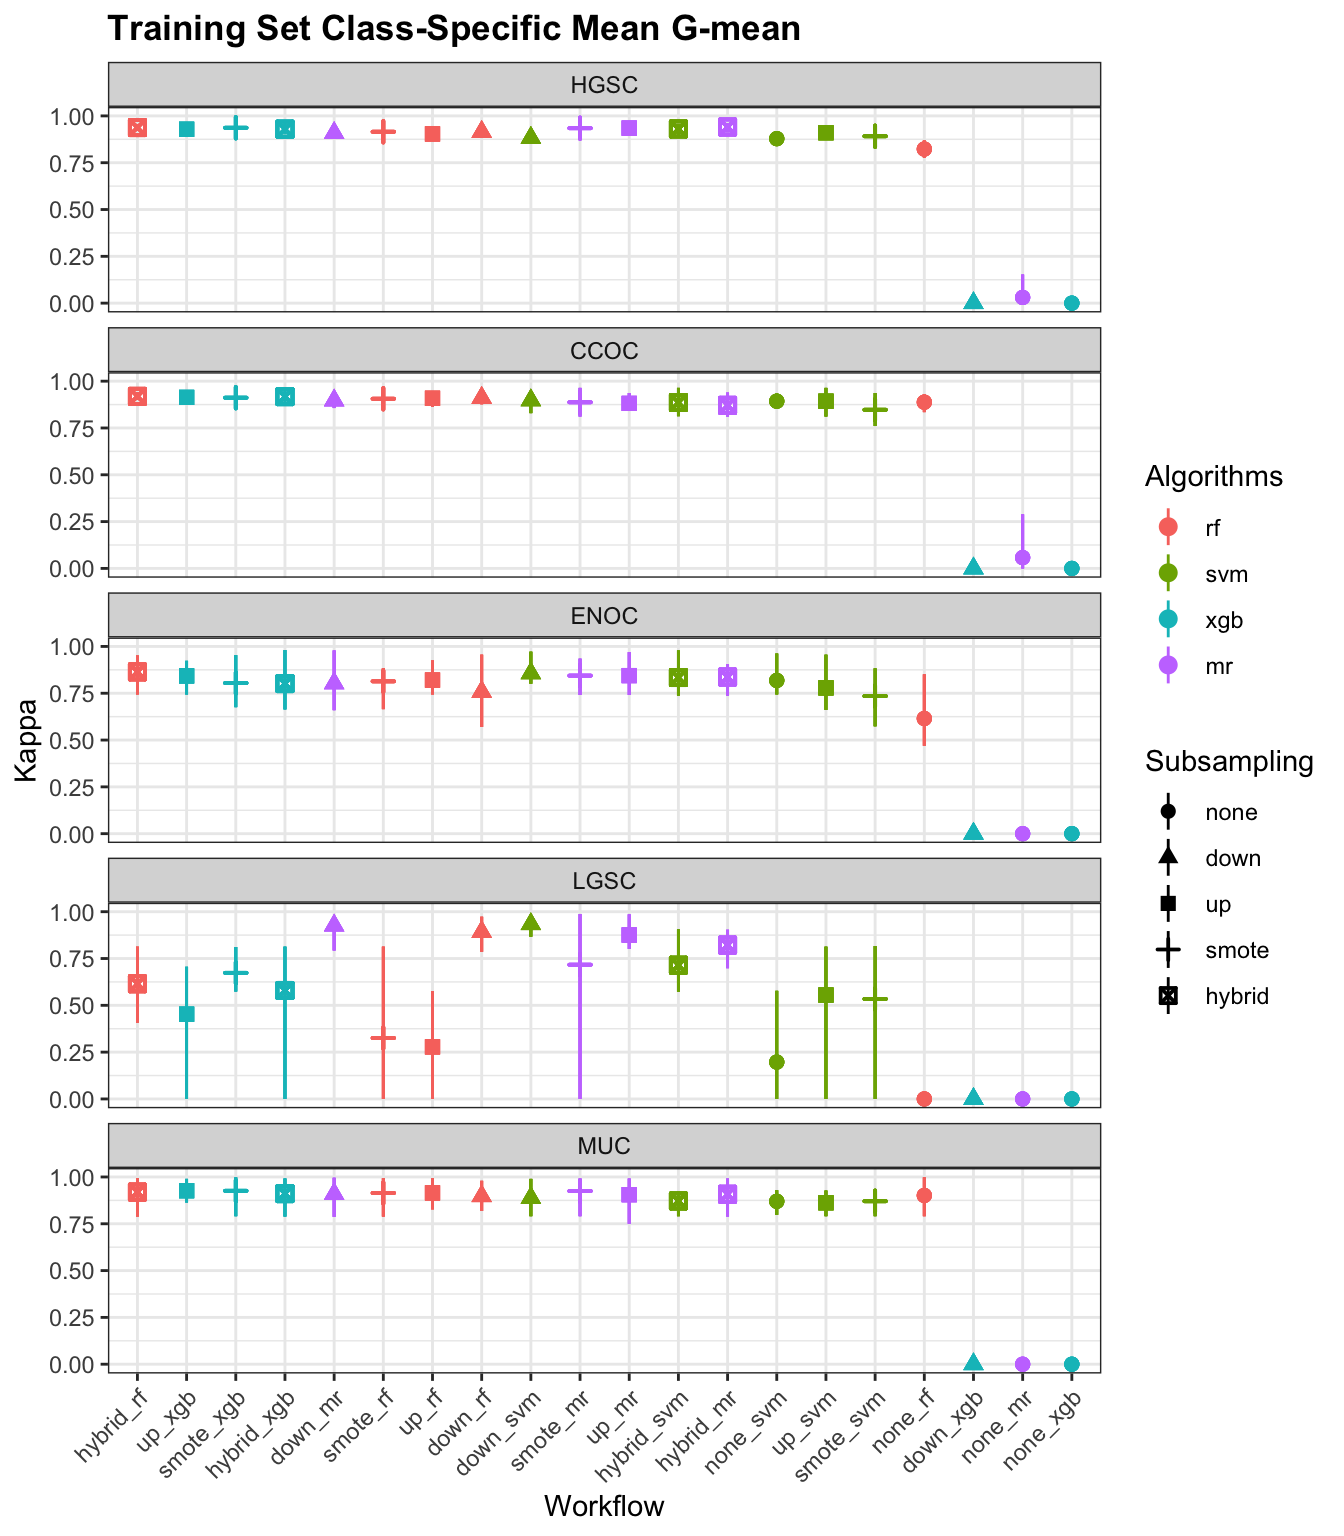 Training Set Class-Specific Mean G-mean
HGSC
1.00
0.75
0.50
0.25
0.00
CCOC
1.00
0.75
0.50
0.25
0.00
ENOC
1.00
0.75
0.50
0.25
0.00
LGSC
1.00
0.75
0.50
0.25
0.00
MUC
1.00
0.75
0.50
0.25
0.00
Kappa
hybrid_rf
up_xgb
smote_xgb
hybrid_xgb
down_mr
smote_rf
up_rf
down_rf
down_svm
smote_mr
up_mr
hybrid_svm
hybrid_mr
none_svm
up_svm
smote_svm
none_rf
down_xgb
none_mr
none_xgb
Workflow
Algorithms
rf
svm
xgb
mr
Subsampling
none
down
up
smote
hybrid